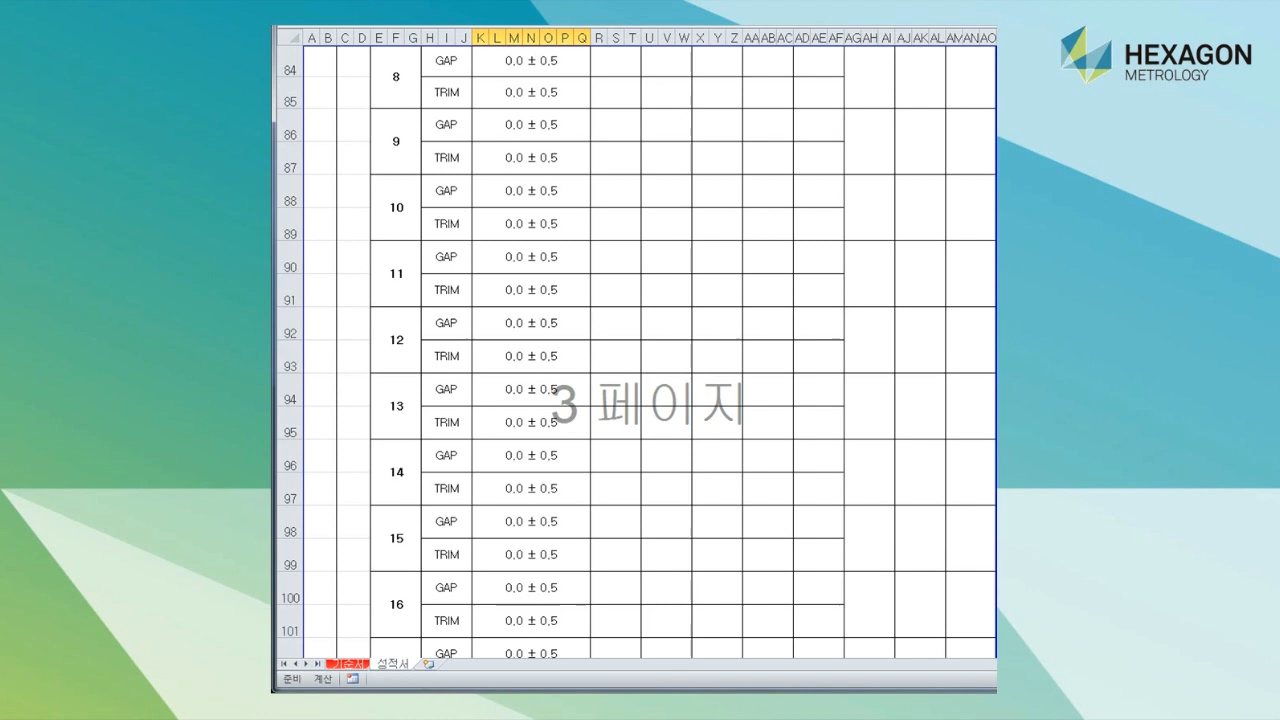 HEXAGON
METROLOGY
A B C D E F G H I J K L M N O P Q R S T U V W X Y Z AA AB AC AD AE AF AG AH AI AJ AK AL AM AN AO
84 8 GAP 0.0 ± 0.5
85 TRIM 0.0 ± 0.5
86 9 GAP 0.0 ± 0.5
87 TRIM 0.0 ± 0.5
88 10 GAP 0.0 ± 0.5
89 TRIM 0.0 ± 0.5
90 11 GAP 0.0 ± 0.5
91 TRIM 0.0 ± 0.5
92 12 GAP 0.0 ± 0.5
93 TRIM 0.0 ± 0.5
94 13 GAP 0.0 ± 0.5
3 페이지
95 TRIM 0.0 ± 0.5
96 14 GAP 0.0 ± 0.5
97 TRIM 0.0 ± 0.5
98 15 GAP 0.0 ± 0.5
99 TRIM 0.0 ± 0.5
100 16 GAP 0.0 ± 0.5
101 TRIM 0.0 ± 0.5
GAP 0.0 ± 0.5
기준서 성적서
준비 계산